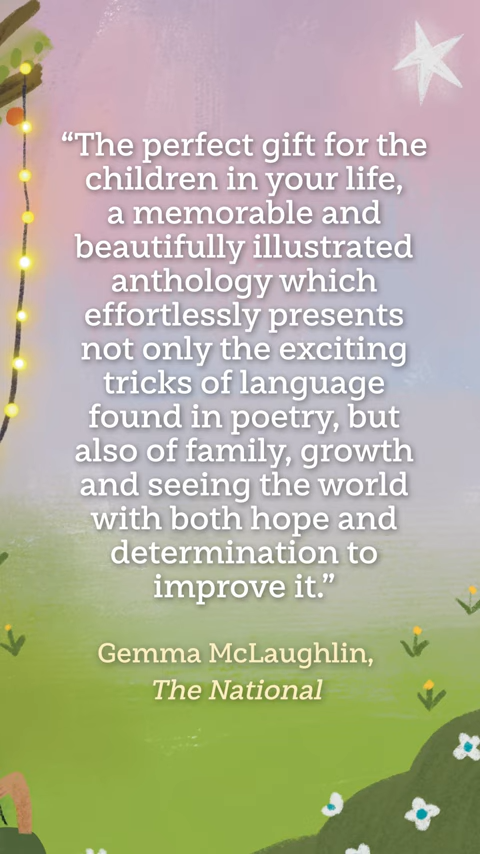 “The perfect gift for the
children in your life,
a memorable and
beautifully illustrated
anthology which
effortlessly presents
not only the exciting
tricks of language
found in poetry, but
also of family, growth
and seeing the world
with both hope and
determination to
improve it.”
Gemma McLaughlin,
The National